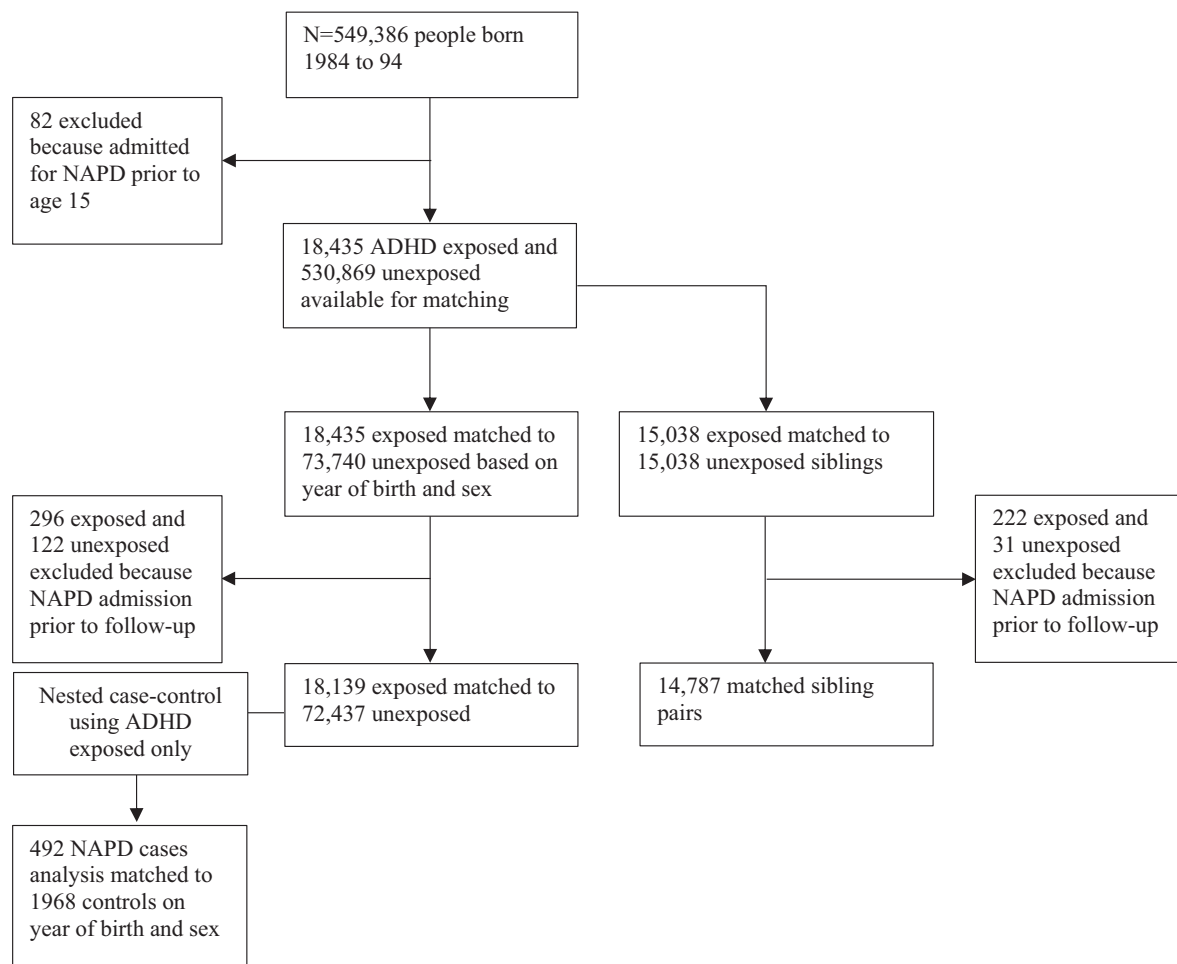 N=549,386 people born
1984 to 94
82 excluded
because admitted
for NAPD prior to
age 15
18,435 ADHD exposed and
530,869 unexposed
available for matching
18,435 exposed matched to
73,740 unexposed based on
year of birth and sex
15,038 exposed matched to
15,038 unexposed siblings
296 exposed and
122 unexposed
excluded because
NAPD admission
prior to follow-up
222 exposed and
31 unexposed
excluded because
NAPD admission
prior to follow-up
18,139 exposed matched to
72,437 unexposed
14,787 matched sibling
pairs
Nested case-control
using ADHD
exposed only
492 NAPD cases
analysis matched to
1968 controls on
year of birth and sex